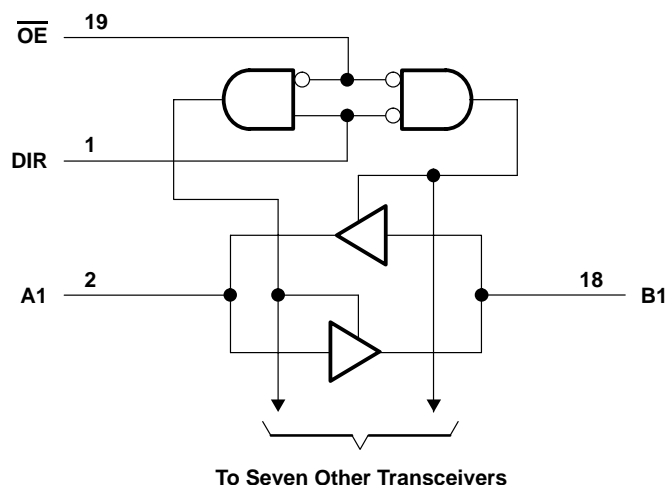 OE 19
DIR 1
A1 2
18 B1
To Seven Other Transceivers